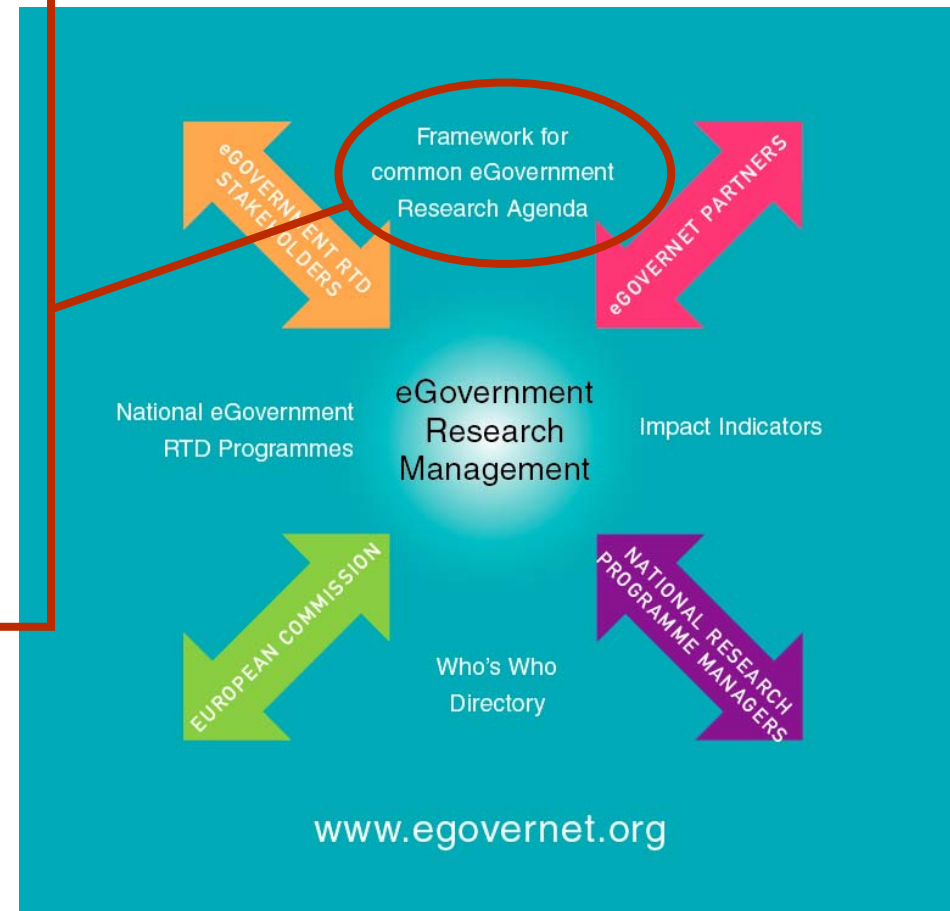 Framework for
common eGovernment
Research Agenda
eGOVERNMENT RTD
STAKEHOLDERS
eGOVERNET PARTNERS
National eGovernment
RTD Programmes
eGovernment
Research
Management
Impact Indicators
EUROPEAN COMMISSION
Who's Who
Directory
NATIONAL RESEARCH
PROGRAMME MANAGERS
www.egovernet.org